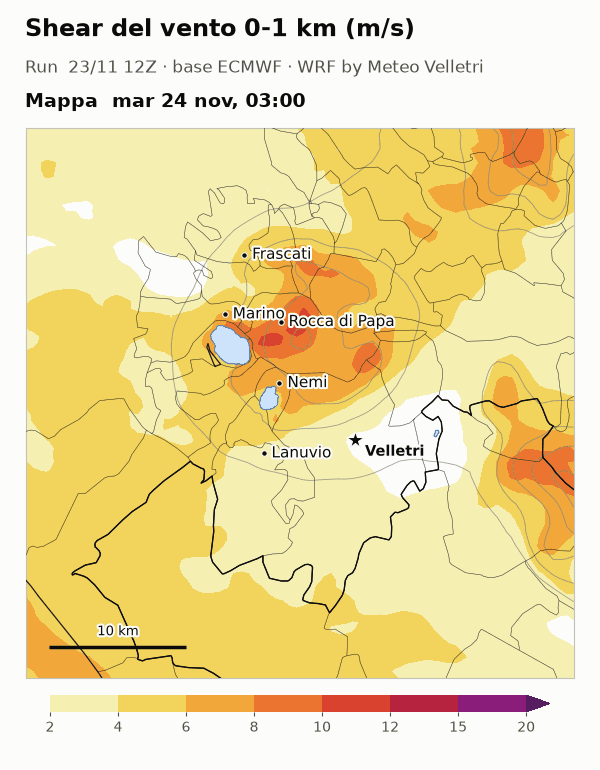 Shear del vento 0-1 km (m/s)
Run  23/11 12Z · base ECMWF · WRF by Meteo Velletri
Mappa  mar 24 nov, 03:00
Frascati
Marino
Rocca di Papa
Nemi
Velletri
Lanuvio
10 km
2 4 6 8 10 12 15 20